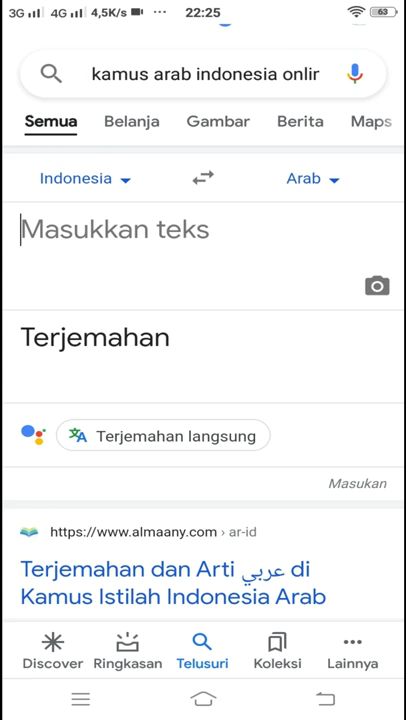 3G 4G 4,5K/s ··· 22:25 63
kamus arab indonesia onlir
Semua Belanja Gambar Berita Maps
Indonesia Arab
Masukkan teks
Terjemahan
文A Terjemahan langsung
Masukan
https://www.almaany.com › ar-id
Terjemahan dan Arti عربي di
Kamus Istilah Indonesia Arab
Discover Ringkasan Telusuri Koleksi Lainnya